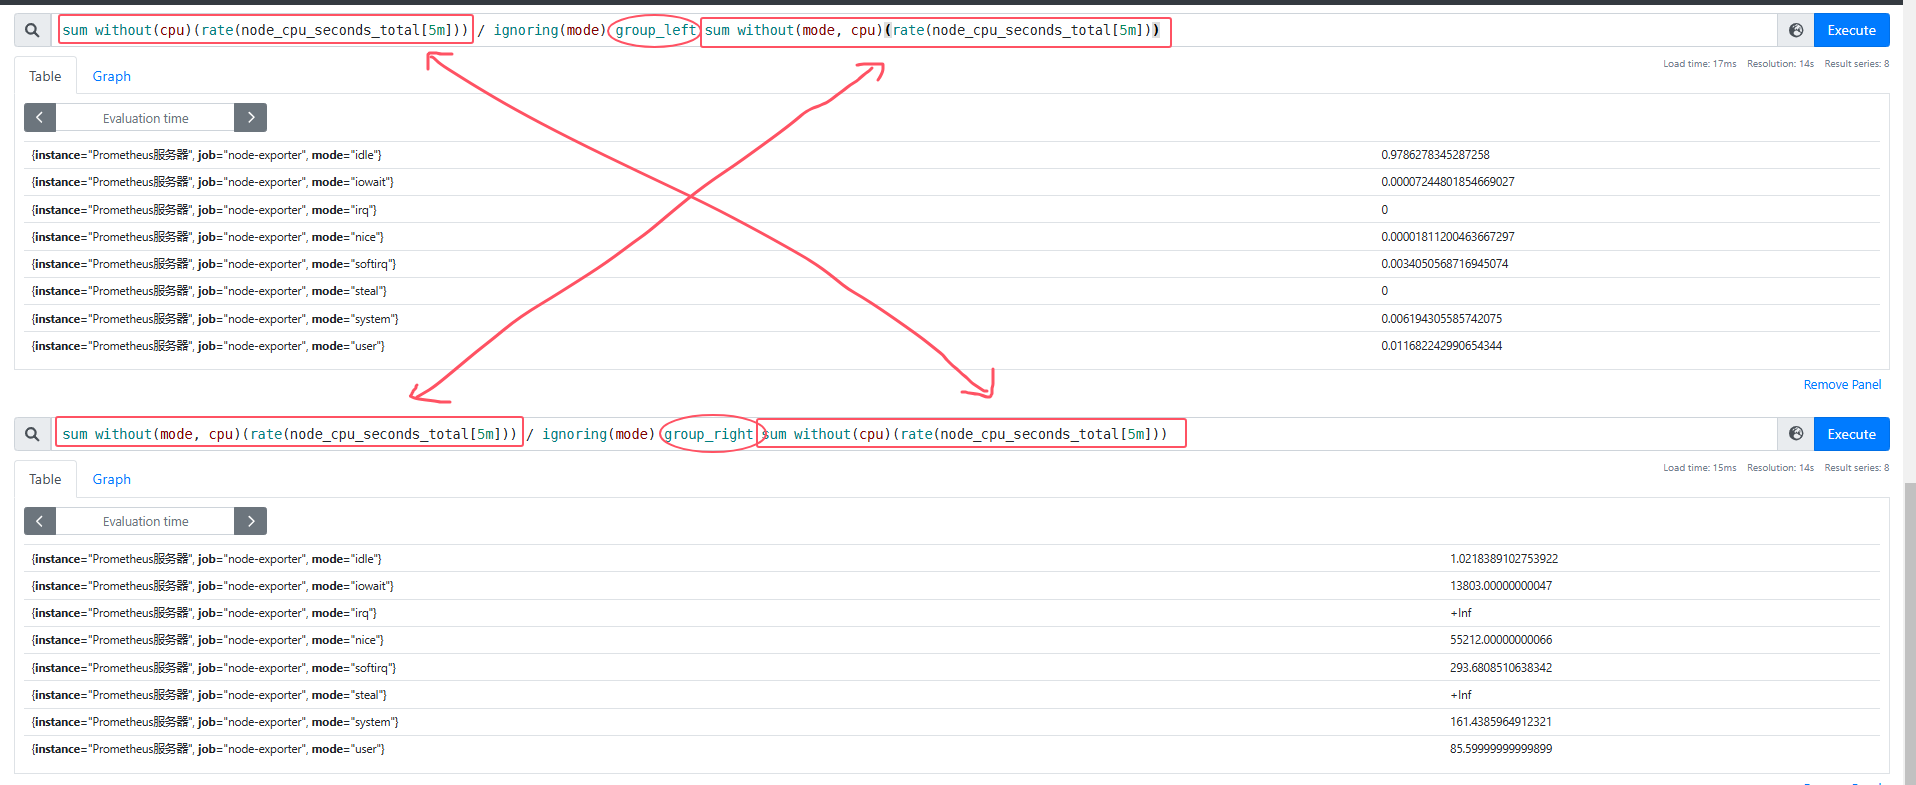 sum without(cpu)(rate(node_cpu_seconds_total[5m])) / ignoring(mode) group_left sum without(mode, cpu)(rate(node_cpu_seconds_total[5m]))
Execute
Table Graph
Load time: 17ms Resolution: 14s Result series: 8
Evaluation time
{instance="Prometheus服务器", job="node-exporter", mode="idle"} 0.9786278345287258
{instance="Prometheus服务器", job="node-exporter", mode="iowait"} 0.00007244801854669027
{instance="Prometheus服务器", job="node-exporter", mode="irq"} 0
{instance="Prometheus服务器", job="node-exporter", mode="nice"} 0.00001811200463667297
{instance="Prometheus服务器", job="node-exporter", mode="softirq"} 0.0034050568716945074
{instance="Prometheus服务器", job="node-exporter", mode="steal"} 0
{instance="Prometheus服务器", job="node-exporter", mode="system"} 0.006194305585742075
{instance="Prometheus服务器", job="node-exporter", mode="user"} 0.011682242990654344
Remove Panel
sum without(mode, cpu)(rate(node_cpu_seconds_total[5m])) / ignoring(mode) group_right sum without(cpu)(rate(node_cpu_seconds_total[5m]))
Execute
Table Graph
Load time: 15ms Resolution: 14s Result series: 8
Evaluation time
{instance="Prometheus服务器", job="node-exporter", mode="idle"} 1.0218389102753922
{instance="Prometheus服务器", job="node-exporter", mode="iowait"} 13803.00000000047
{instance="Prometheus服务器", job="node-exporter", mode="irq"} +Inf
{instance="Prometheus服务器", job="node-exporter", mode="nice"} 55212.00000000066
{instance="Prometheus服务器", job="node-exporter", mode="softirq"} 293.6808510638342
{instance="Prometheus服务器", job="node-exporter", mode="steal"} +Inf
{instance="Prometheus服务器", job="node-exporter", mode="system"} 161.4385964912321
{instance="Prometheus服务器", job="node-exporter", mode="user"} 85.59999999999899